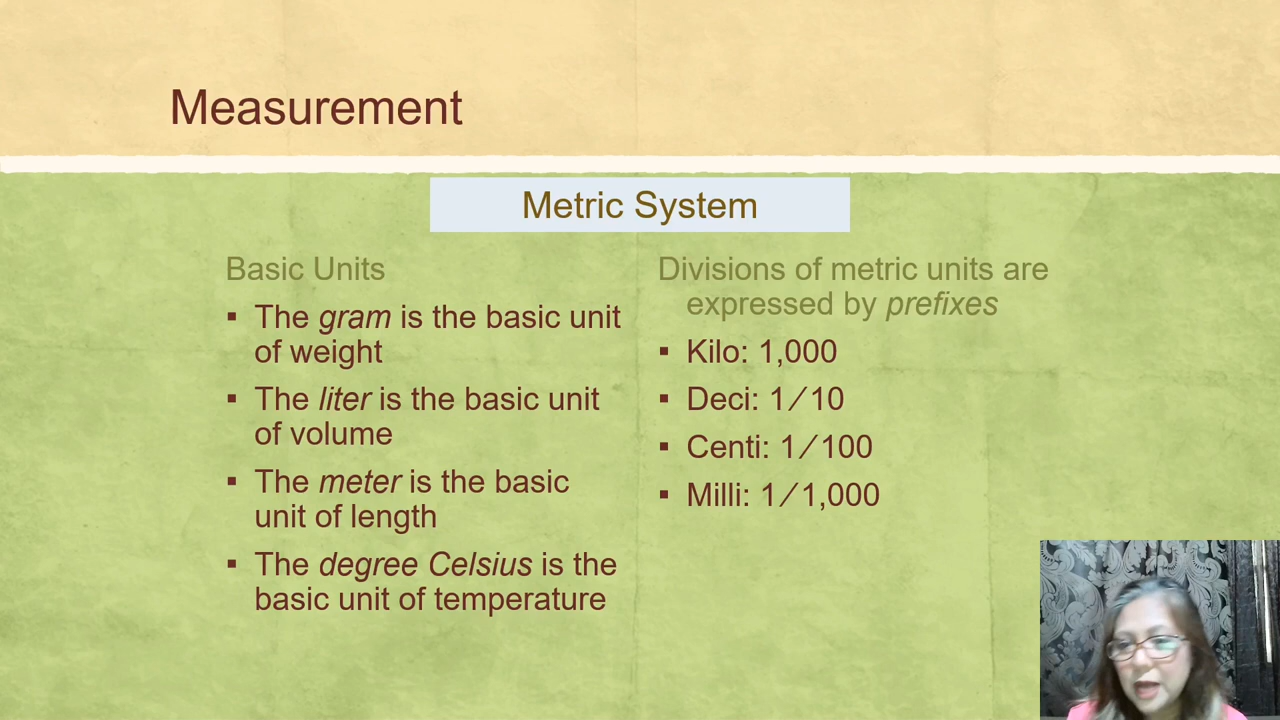 Measurement
Metric System
Basic Units
▪ The gram is the basic unit
of weight
▪ The liter is the basic unit
of volume
▪ The meter is the basic
unit of length
▪ The degree Celsius is the
basic unit of temperature
Divisions of metric units are
expressed by prefixes
▪ Kilo: 1,000
▪ Deci: 1 ∕ 10
▪ Centi: 1 ∕ 100
▪ Milli: 1 ∕ 1,000